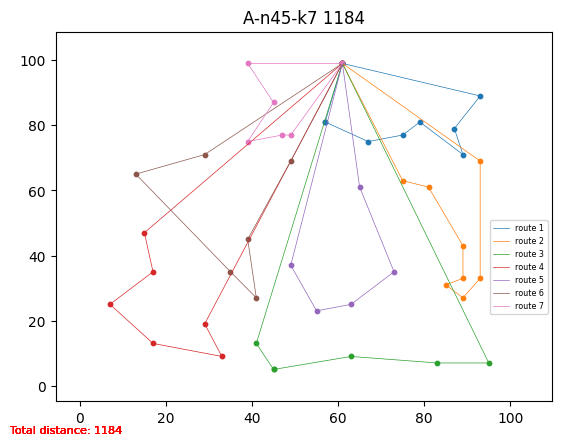 A-n45-k7 1184
100
80
60
40
20
0
route 1
route 2
route 3
route 4
route 5
route 6
route 7
0 20 40 60 80 100
Total distance: 1184